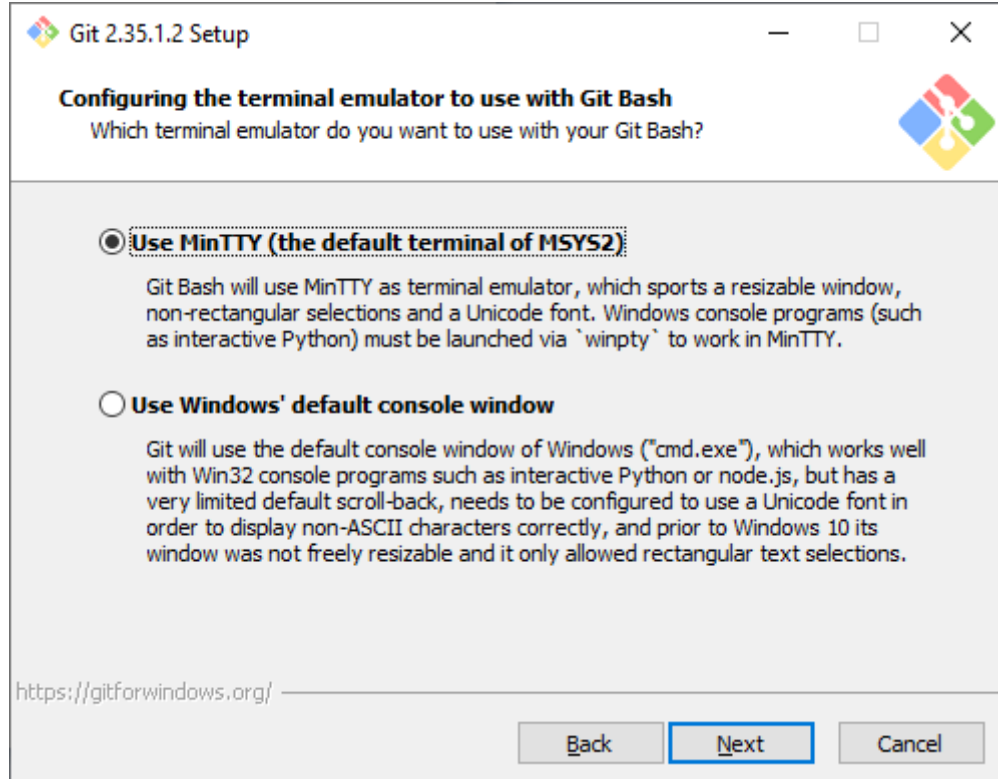 Git 2.35.1.2 Setup
Configuring the terminal emulator to use with Git Bash
Which terminal emulator do you want to use with your Git Bash?
Use MinTTY (the default terminal of MSYS2)
Git Bash will use MinTTY as terminal emulator, which sports a resizable window,
non-rectangular selections and a Unicode font. Windows console programs (such
as interactive Python) must be launched via `winpty` to work in MinTTY.
Use Windows' default console window
Git will use the default console window of Windows ("cmd.exe"), which works well
with Win32 console programs such as interactive Python or node.js, but has a
very limited default scroll-back, needs to be configured to use a Unicode font in
order to display non-ASCII characters correctly, and prior to Windows 10 its
window was not freely resizable and it only allowed rectangular text selections.
https://gitforwindows.org/
Back Next Cancel